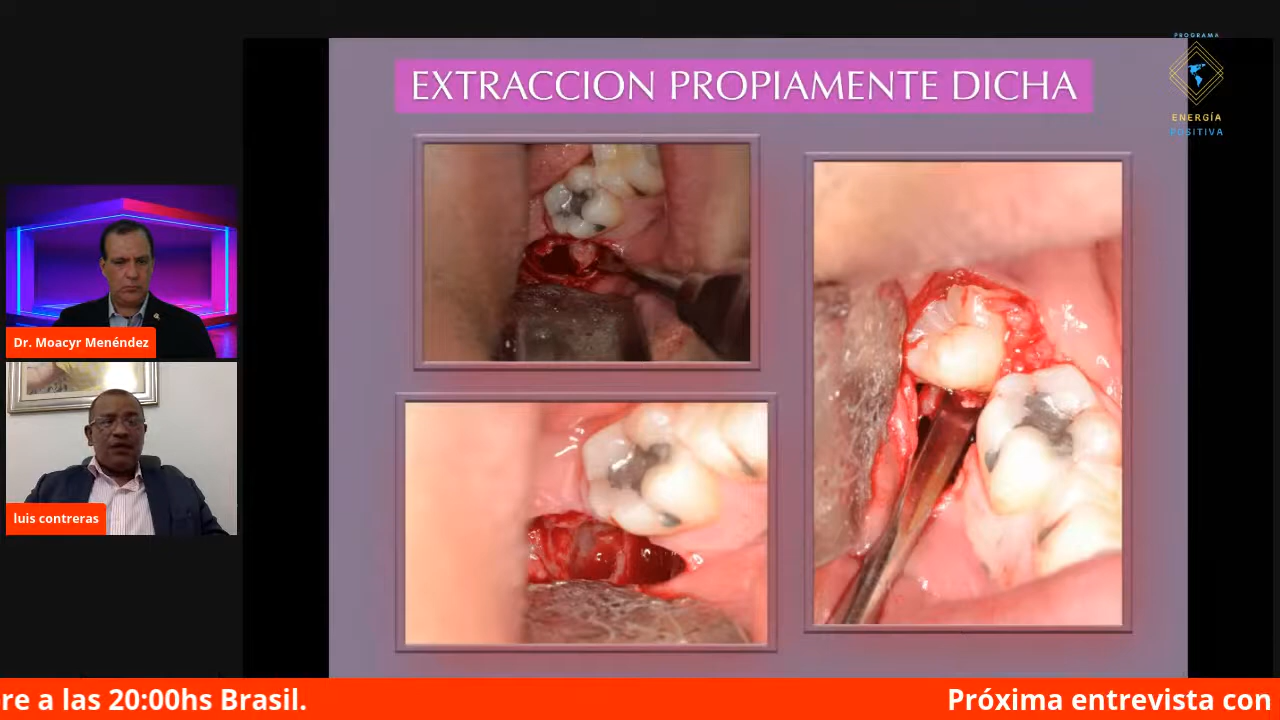 EXTRACCION PROPIAMENTE DICHA
PROGRAMA
ENERGÍA
POSITIVA
Dr. Moacyr Menéndez
luis contreras
re a las 20:00hs Brasil.
Próxima entrevista con